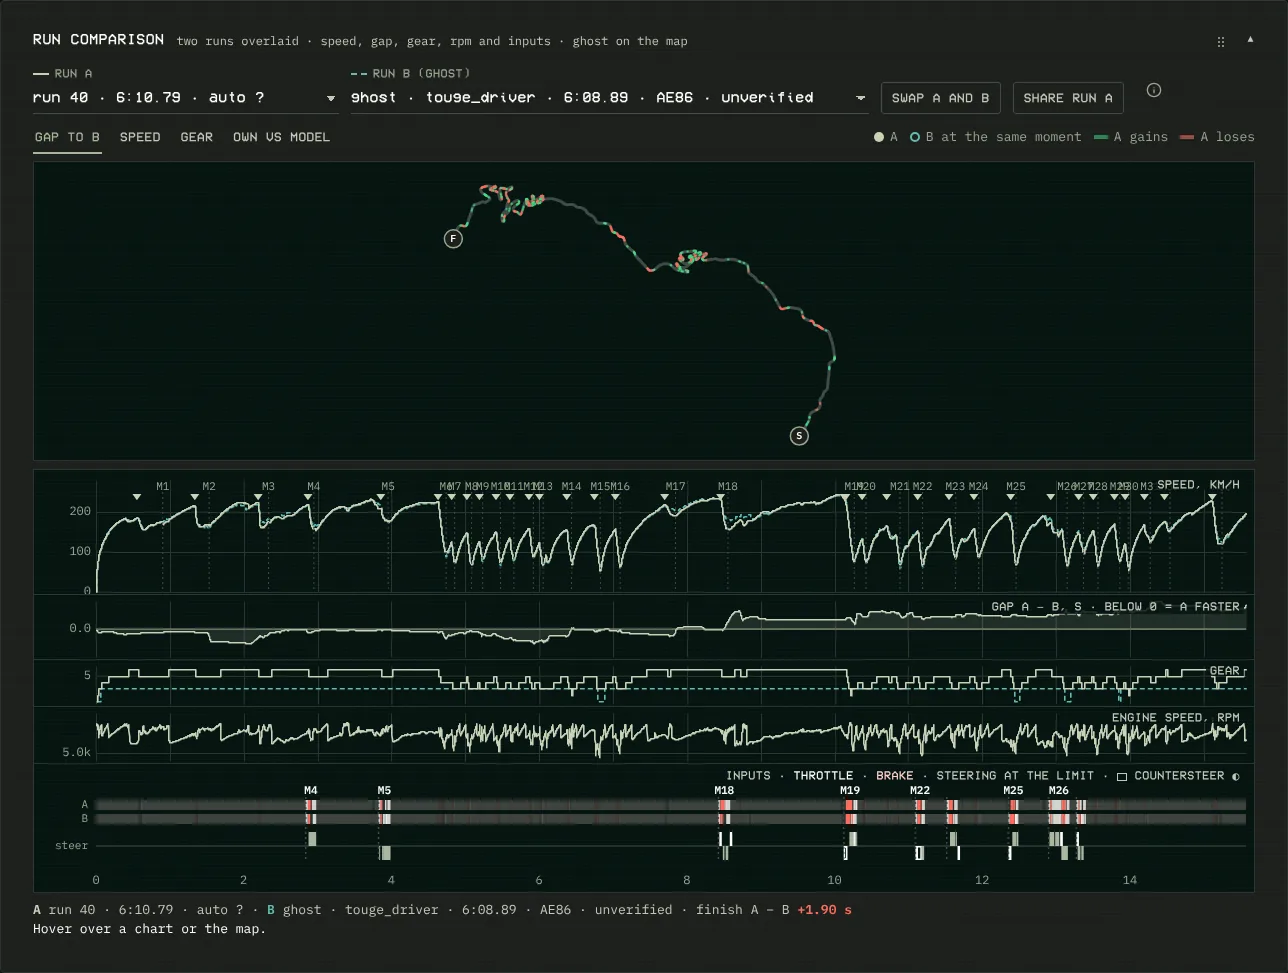 RUN COMPARISON two runs overlaid · speed, gap, gear, rpm and inputs · ghost on the map
RUN A
RUN B (GHOST)
run 40 · 6:10.79 · auto ?
ghost · touge_driver · 6:08.89 · AE86 · unverified
SWAP A AND B
SHARE RUN A
GAP TO B SPEED GEAR OWN VS MODEL
A B at the same moment A gains A loses
F
S
M1 M2 M3 M4 M5 M7 M8 M9 M14 M15 M16 M17 M18 M21 M22 M23 M24 M25 M26 SPEED, KM/H
200
100
0
GAP A – B, S · BELOW 0 = A FASTER
0.0
GEAR
5
ENGINE SPEED, RPM
5.0k
INPUTS · THROTTLE · BRAKE · STEERING AT THE LIMIT · COUNTERSTEER
M4 M5 M18 M19 M22 M25 M26
A
B
steer
0 2 4 6 8 10 12 14
A run 40 · 6:10.79 · auto ? · B ghost · touge_driver · 6:08.89 · AE86 · unverified · finish A – B +1.90 s
Hover over a chart or the map.